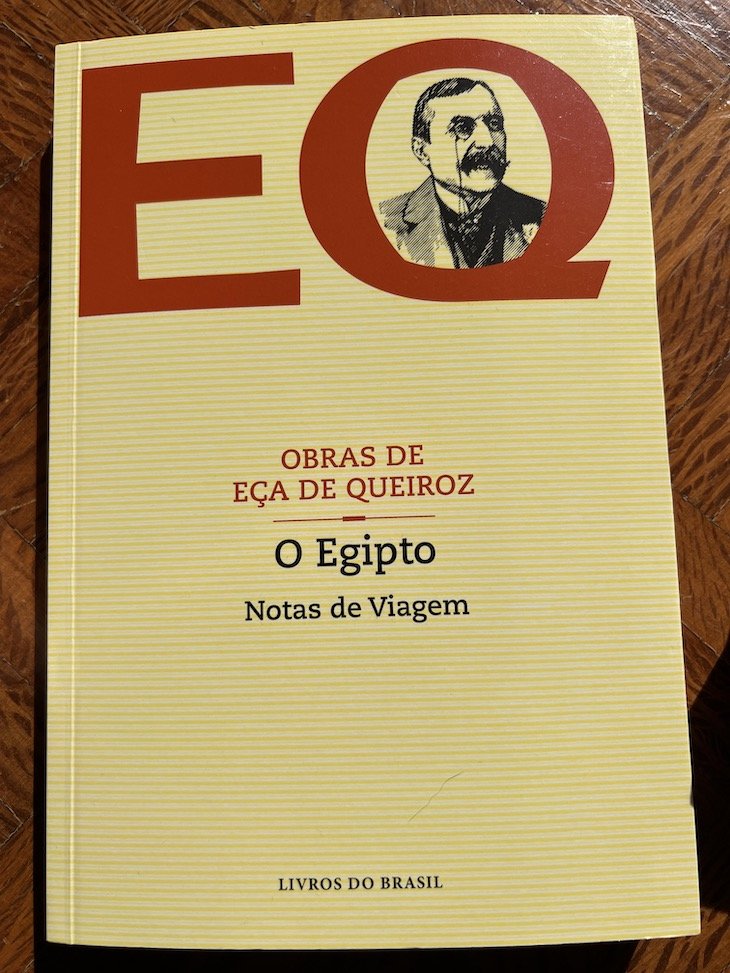 EQ
OBRAS DE
EÇA DE QUEIROZ
O Egipto
Notas de Viagem
LIVROS DO BRASIL